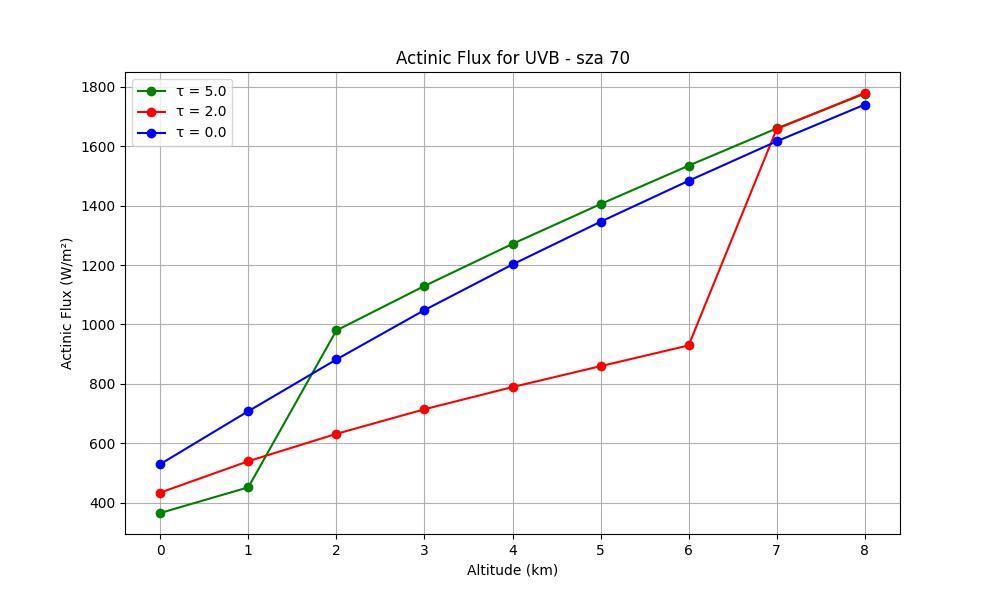 Actinic Flux for UVB - sza 70
τ = 5.0
τ = 2.0
τ = 0.0
Actinic Flux (W/m²)
1800
1600
1400
1200
1000
800
600
400
0 1 2 3 4 5 6 7 8
Altitude (km)